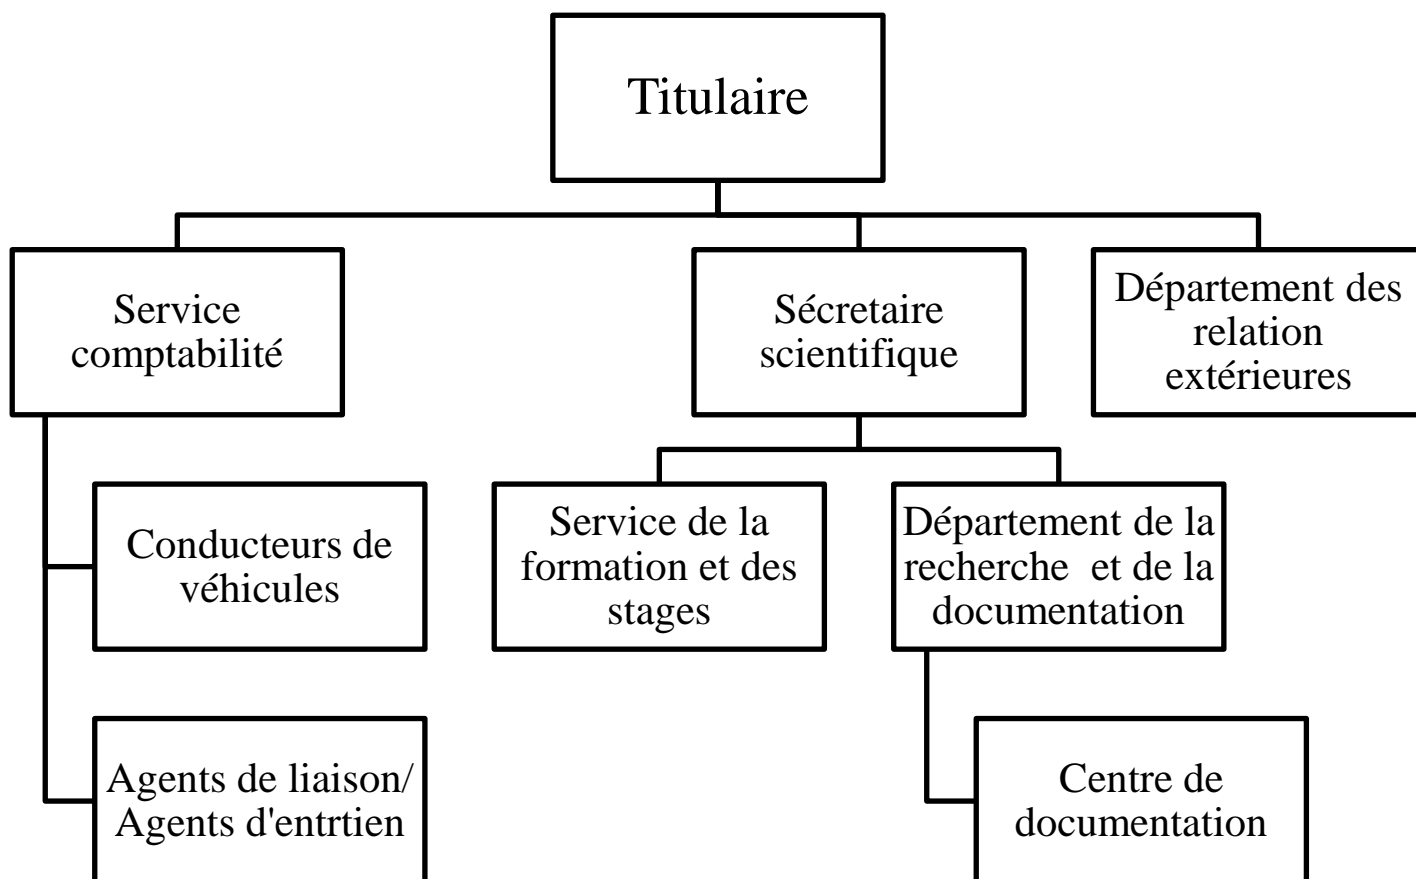 Titulaire
Service
comptabilité
Sécretaire
scientifique
Département des
relation
extérieures
Conducteurs de
véhicules
Service de la
formation et des
stages
Département de la
recherche  et de la
documentation
Agents de liaison/
Agents d'entrtien
Centre de
documentation